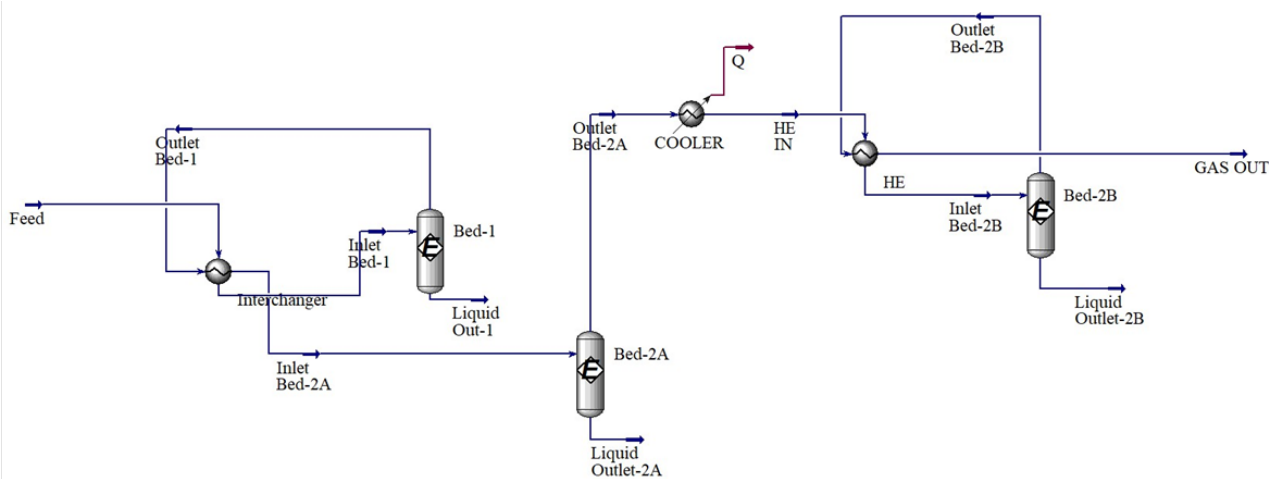 Outlet
Bed-2B
Q
Outlet
Bed-2A
COOLER
HE
IN
Outlet
Bed-1
GAS OUT
HE
Bed-2B
Feed
Inlet
Bed-2B
Inlet
Bed-1
Bed-1
E
E
Interchanger
Liquid
Out-1
Liquid
Outlet-2B
Inlet
Bed-2A
Bed-2A
E
Liquid
Outlet-2A